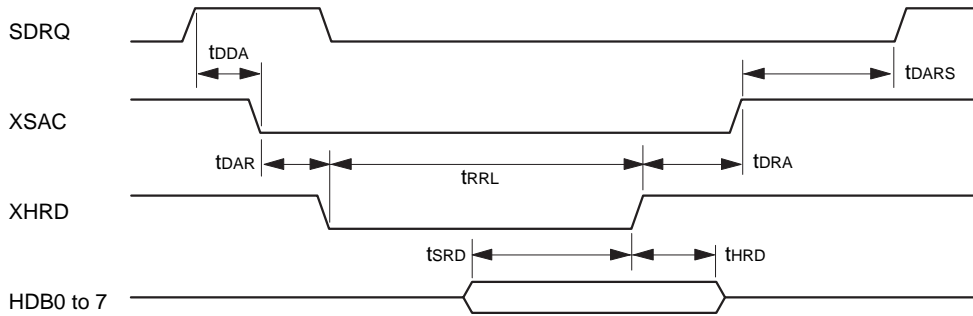 SDRQ
tDDA
tDARS
XSAC
tDAR
tRRL
tDRA
XHRD
tSRD
tHRD
HDB0 to 7